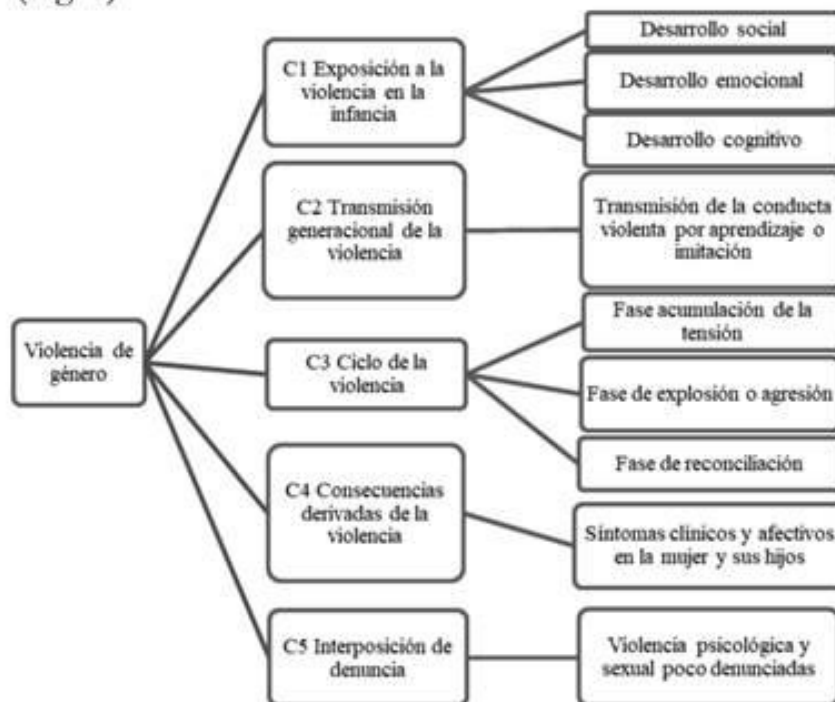 C1 Exposición a la
violencia en la
infancia
Desarrollo social
Desarrollo emocional
Desarrollo cognitivo
C2 Transmisión
generacional de la
violencia
Transmisión de la conducta
violenta por aprendizaje o
imitación
Violencia de
género
C3 Ciclo de la
violencia
Fase acumulación de la
tensión
Fase de explosión o agresión
Fase de reconciliación
C4 Consecuencias
derivadas de la
violencia
Síntomas clínicos y afectivos
en la mujer y sus hijos
C5 Interposición de
denuncia
Violencia psicológica y
sexual poco denunciadas